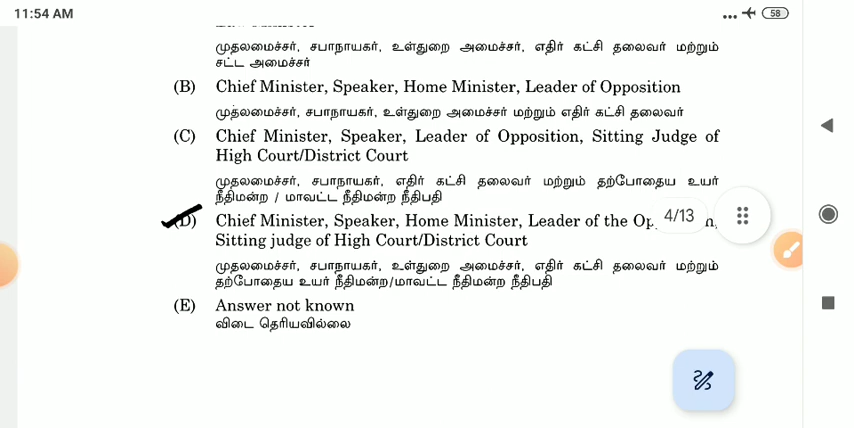 11:54 AM
58
முதலமைச்சர், சபாநாயகர், உள்துறை அமைச்சர், எதிர் கட்சி தலைவர் மற்றும்
சட்ட அமைச்சர்
(B) Chief Minister, Speaker, Home Minister, Leader of Opposition
முதலமைச்சர், சபாநாயகர், உள்துறை அமைச்சர் மற்றும் எதிர் கட்சி தலைவர்
(C) Chief Minister, Speaker, Leader of Opposition, Sitting Judge of
High Court/District Court
முதலமைச்சர், சபாநாயகர், எதிர் கட்சி தலைவர் மற்றும் தற்போதைய உயர்
நீதிமன்ற / மாவட்ட நீதிமன்ற நீதிபதி
(D) Chief Minister, Speaker, Home Minister, Leader of the
4/13
Sitting judge of High Court/District Court
முதலமைச்சர், சபாநாயகர், உள்துறை அமைச்சர், எதிர் கட்சி தலைவர் மற்றும்
தற்போதைய உயர் நீதிமன்ற/மாவட்ட நீதிமன்ற நீதிபதி
(E) Answer not known
விடை தெரியவில்லை